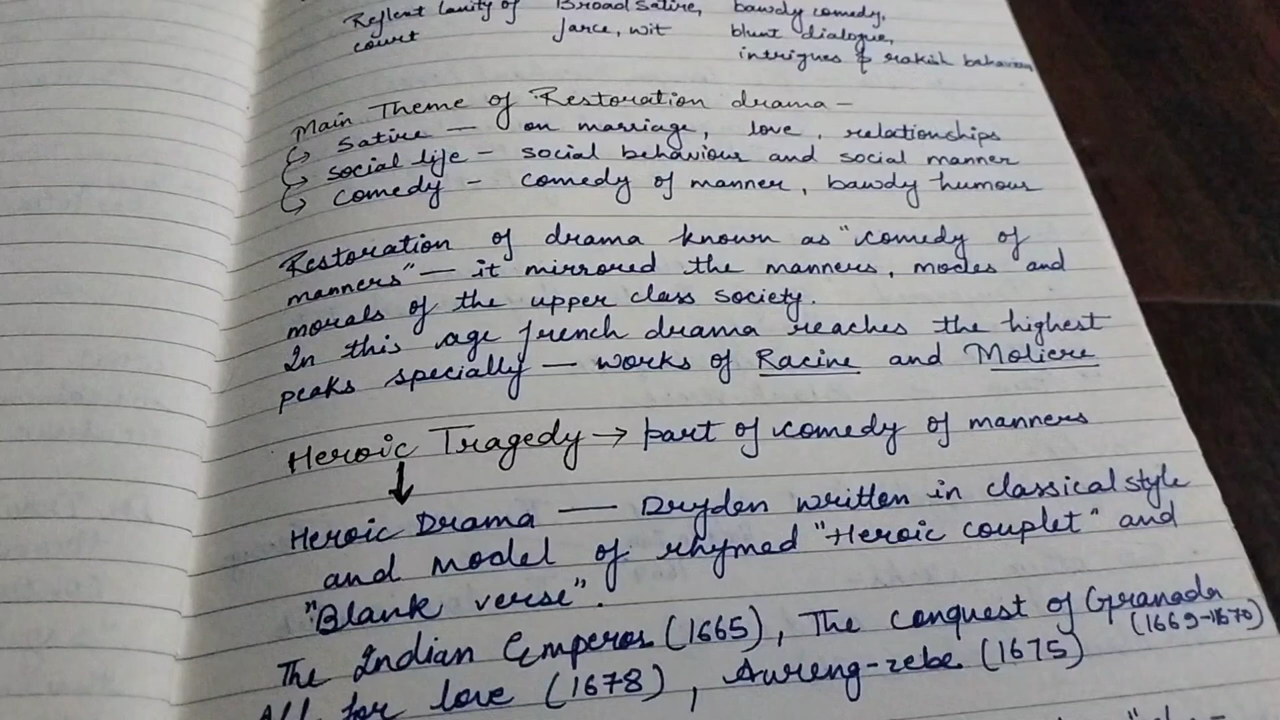 Reflect vanity of Broad satire, bawdy comedy,
court farce, wit blunt dialogue,
intrigues & rakish behaviour
Main Theme of Restoration drama -
Satire — on marriage, love, relationships
social life - social behaviour and social manner
comedy - comedy of manner, bawdy humour
Restoration of drama known as "comedy of
manners" — it mirrored the manners, modes and
morals of the upper class society.
In this age french drama reaches the highest
peaks specially — works of Racine and Moliere
Heroic Tragedy → part of comedy of manners
↓
Heroic Drama — Dryden written in classical style
and model of rhymed "Heroic couplet" and
"Blank verse".
The Indian Emperor (1665), The conquest of Granada
(1669-1670)
All for love (1678), Aureng-zebe (1675)